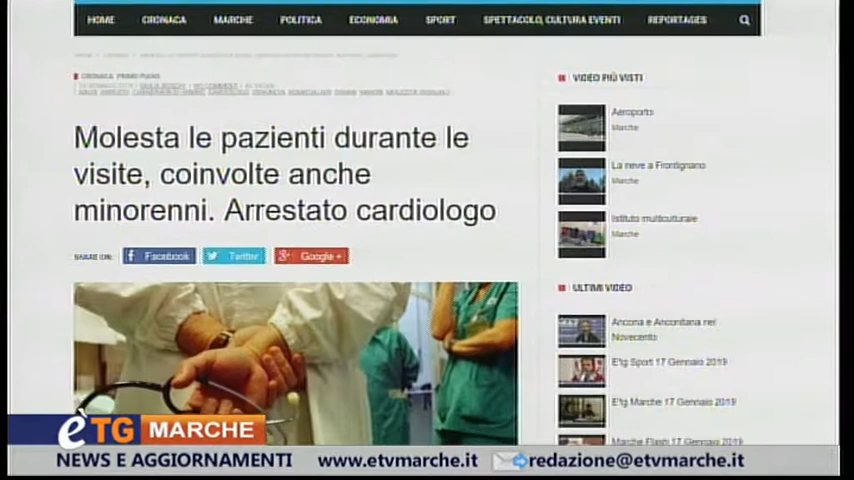 HOME CRONACA MARCHE POLITICA ECONOMIA SPORT SPETTACOLO, CULTURA EVENTI REPORTAGES
CRONACA PRIMO PIANO
Molesta le pazienti durante le
visite, coinvolte anche
minorenni. Arrestato cardiologo
SHARE ON: Facebook Twitter Google +
VIDEO PIÙ VISTI
Aeroporto
Marche
La neve a Frontignano
Marche
Istituto multiculturale
Marche
ULTIMI VIDEO
Ancona e Anconitana nel
Novecento
E'tg Sport 17 Gennaio 2019
E'tg Marche 17 Gennaio 2019
Marche Flash 17 Gennaio 2019
è TG MARCHE
NEWS E AGGIORNAMENTI www.etvmarche.it redazione@etvmarche.it